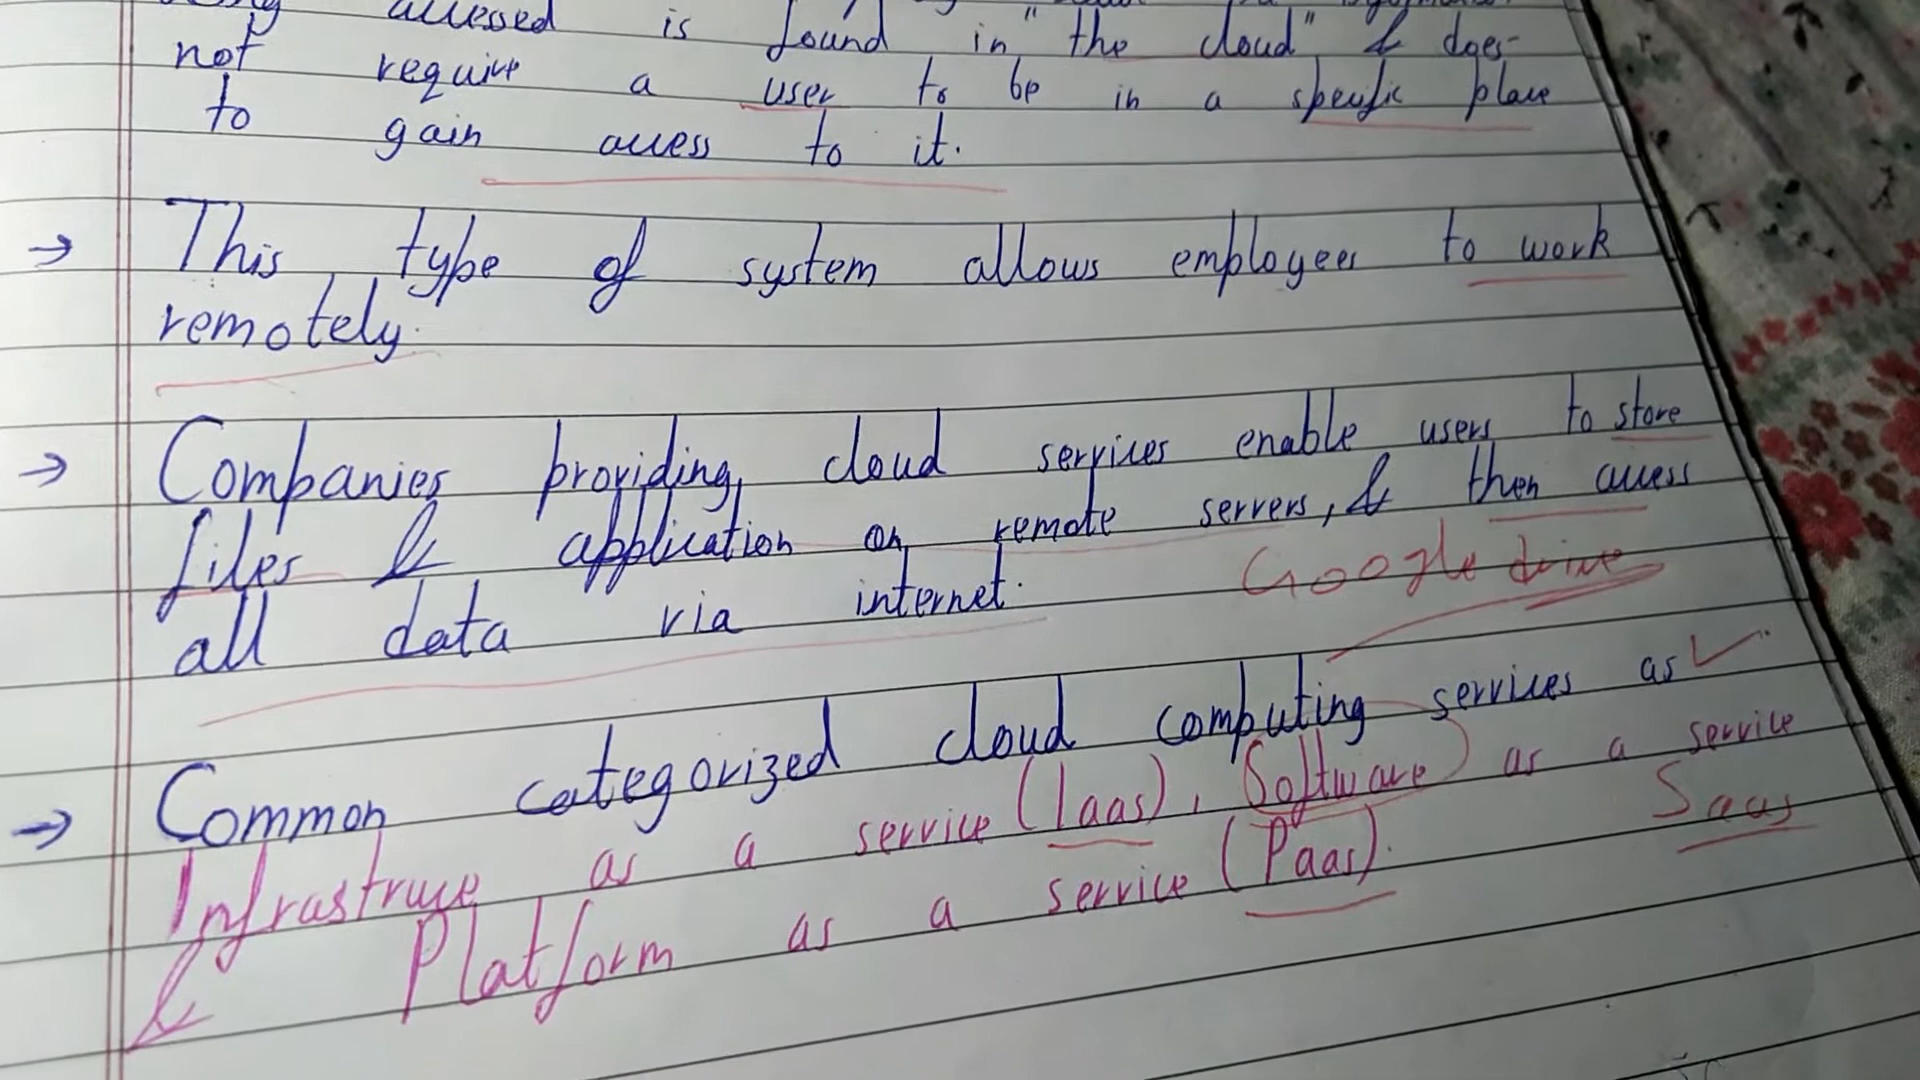 accessed is found in "the cloud" & does-
not require a user to be in a specific place
to gain access to it.
→ This type of system allows employees to work
remotely.
→ Companies providing cloud services enable users to store
files & application on remote servers, & then access
all data via internet.
Google drive
→ Common categorized cloud computing services as ✓
Infrastruce as a service (Iaas), Software as a service
Saas
& Platform as a service (Paas).